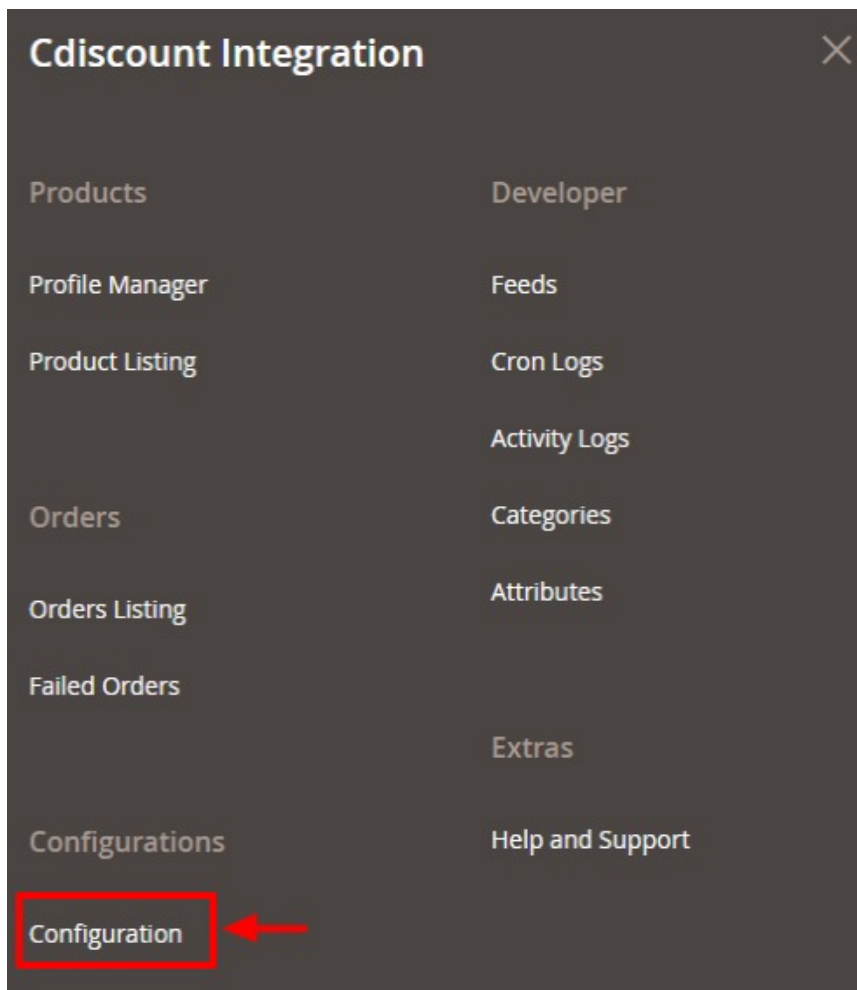 Cdiscount Integration
Products
Profile Manager
Product Listing
Orders
Orders Listing
Failed Orders
Configurations
Configuration
Developer
Feeds
Cron Logs
Activity Logs
Categories
Attributes
Extras
Help and Support